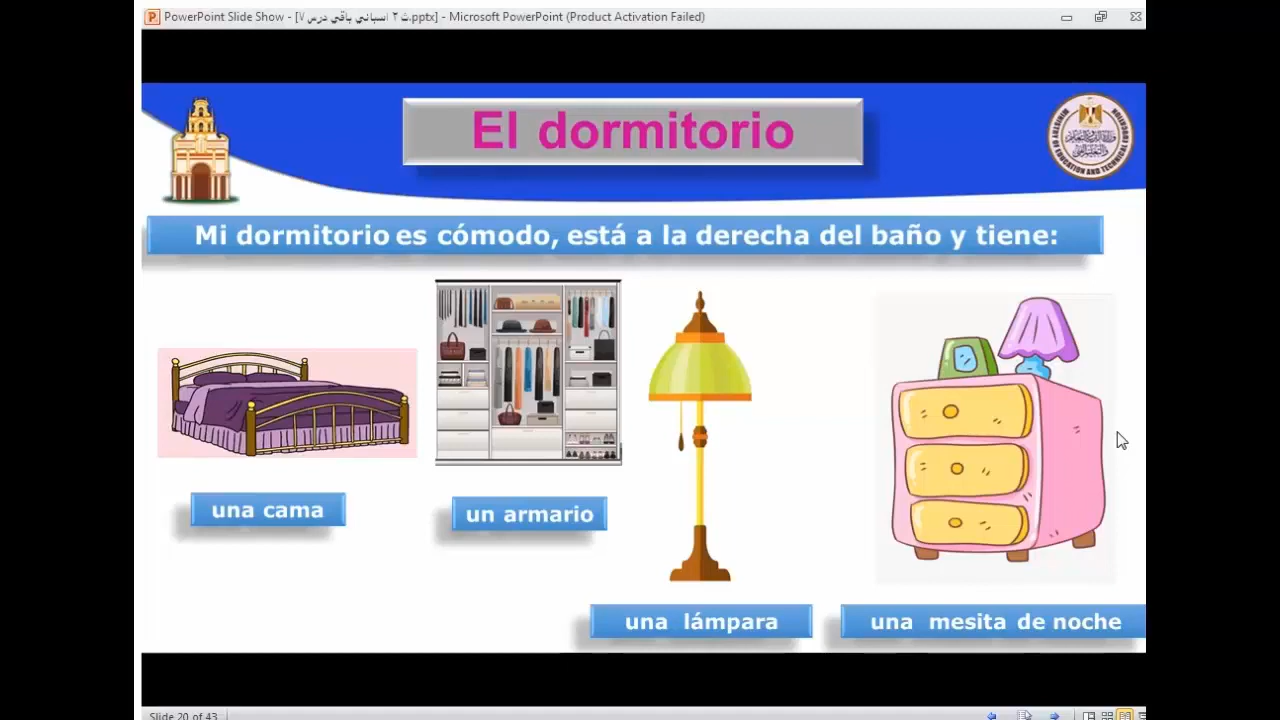 PowerPoint Slide Show - [ث ٢ اسباني باقي درس ٧.pptx] - Microsoft PowerPoint (Product Activation Failed)
El dormitorio
Mi dormitorio es cómodo, está a la derecha del baño y tiene:
una cama
un armario
una lámpara
una mesita de noche
Slide 20 of 43